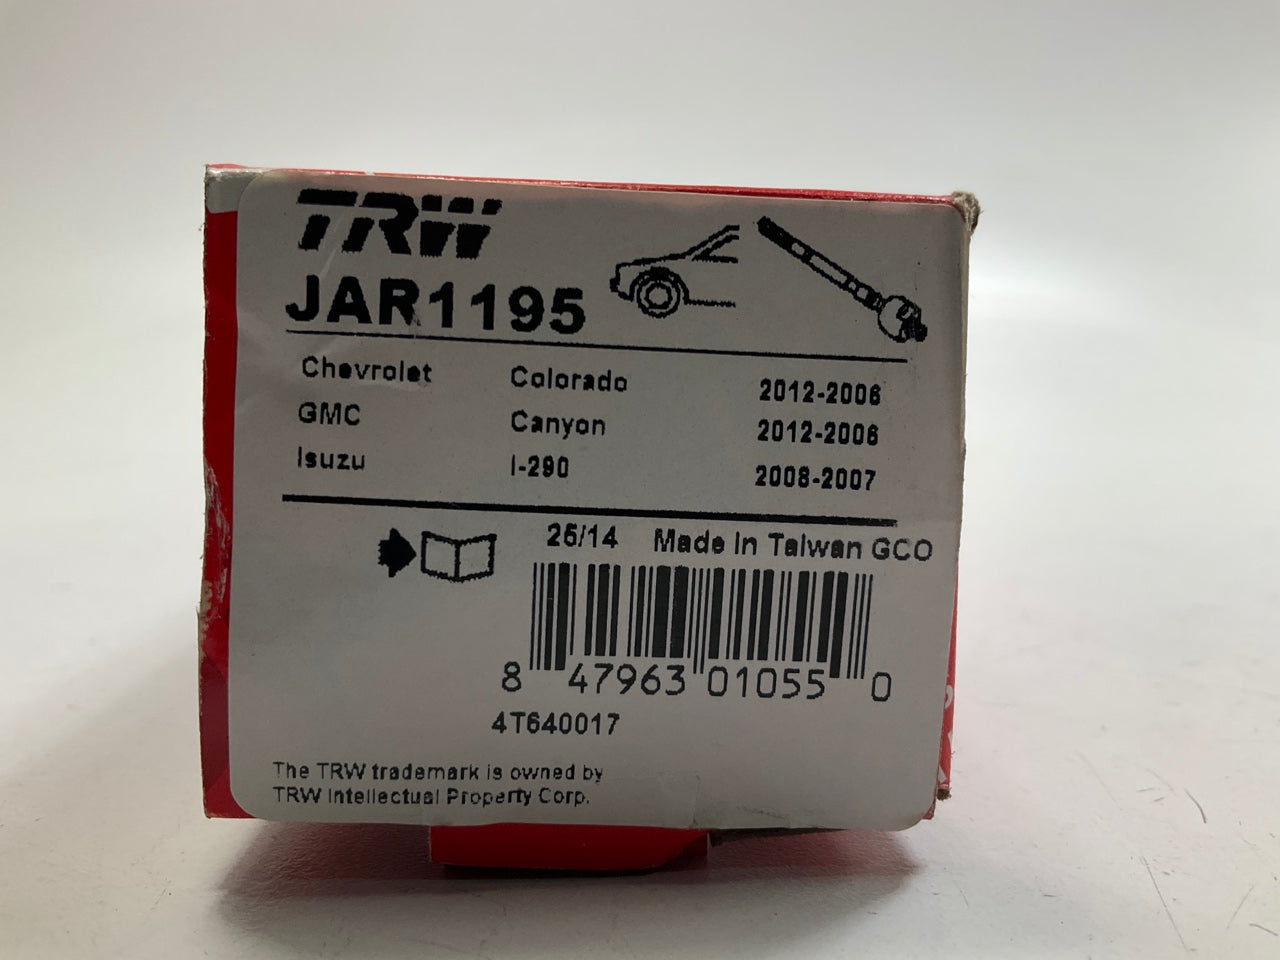 TRW
JAR1195
Chevrolet Colorado 2012-2006
GMC Canyon 2012-2006
Isuzu I-290 2008-2007
26/14 Made In Taiwan GCO
8 47963 01055 0
4T640017
The TRW trademark is owned by
TRW Intellectual Property Corp.